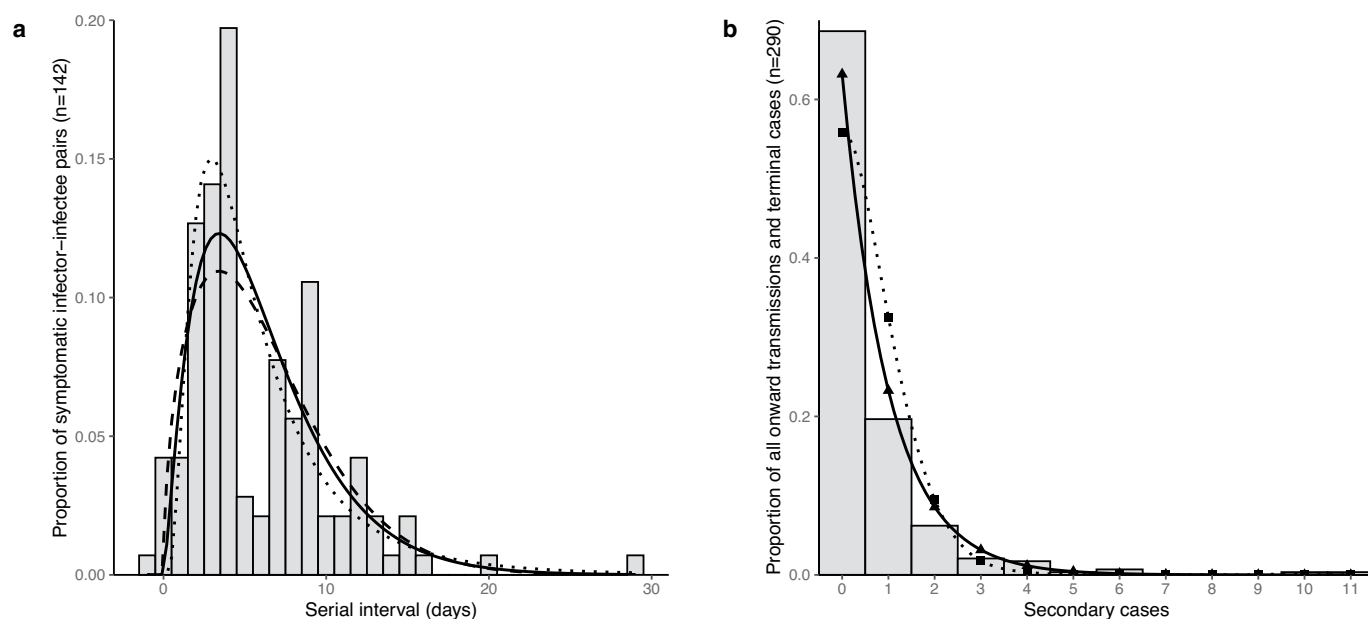 a
Proportion of symptomatic infector–infectee pairs (n=142)
0.20
0.15
0.10
0.05
0.00
0 10 20 30
Serial interval (days)
b
Proportion of all onward transmissions and terminal cases (n=290)
0.6
0.4
0.2
0.0
0 1 2 3 4 5 6 7 8 9 10 11
Secondary cases